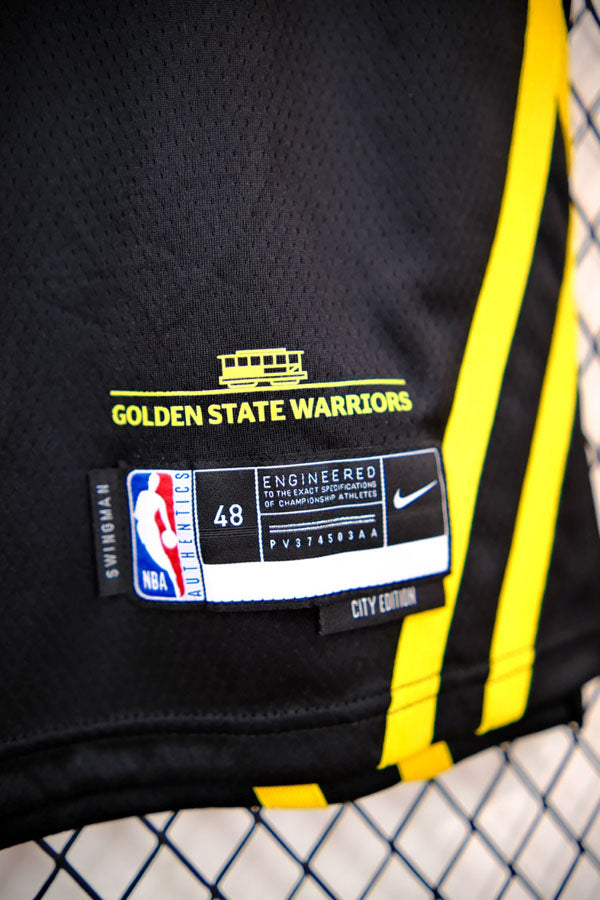 GOLDEN STATE WARRIORS
SWINGMAN
NBA
AUTHENTICS
48
ENGINEERED
TO THE EXACT SPECIFICATIONS
OF CHAMPIONSHIP ATHLETES
PV374503AA
CITY EDITION